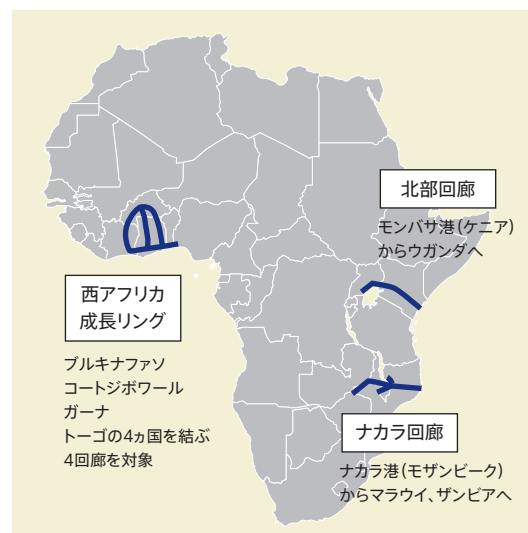 北部回廊
モンバサ港(ケニア)
からウガンダへ
西アフリカ
成長リング
ブルキナファソ
コートジボワール
ガーナ
トーゴの4ヵ国を結ぶ
4回廊を対象
ナカラ回廊
ナカラ港(モザンビーク)
からマラウイ、ザンビアへ